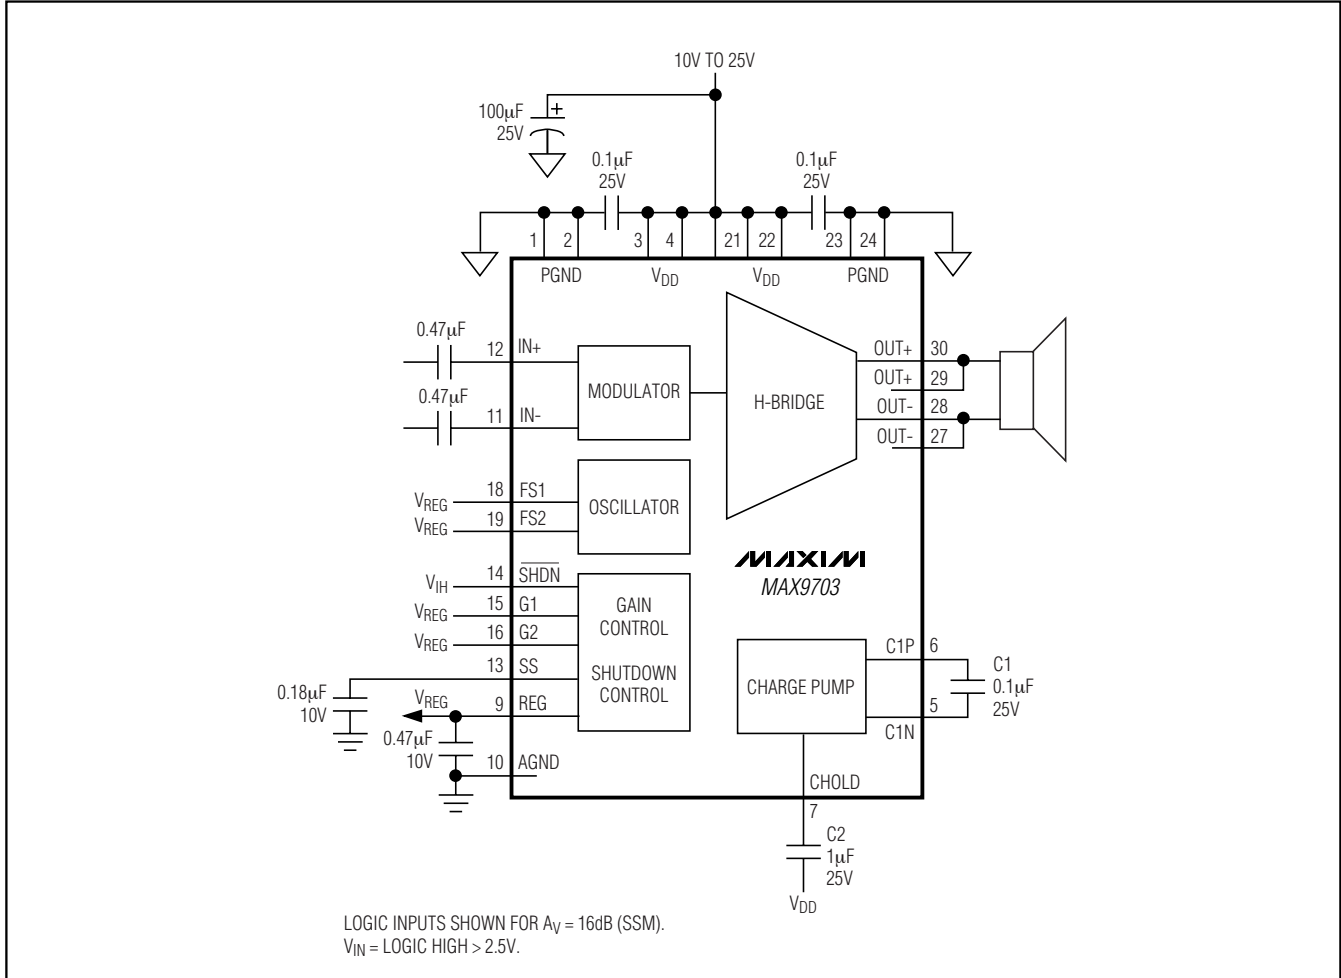 10V TO 25V
100μF
25V
+
0.1μF
25V
0.1μF
25V
1 2 3 4 21 22 23 24
PGND VDD VDD PGND
0.47μF
12 IN+
0.47μF
11 IN-
MODULATOR
H-BRIDGE
OUT+ 30
OUT+ 29
OUT- 28
OUT- 27
VREG 18 FS1
VREG 19 FS2
OSCILLATOR
MAXIM
MAX9703
VIH 14 SHDN
VREG 15 G1
VREG 16 G2
13 SS
GAIN
CONTROL
SHUTDOWN
CONTROL
0.18μF
10V
VREG 9 REG
0.47μF
10V
10 AGND
CHARGE PUMP
C1P 6
C1
0.1μF
25V
5
C1N
CHOLD
7
C2
1μF
25V
VDD
LOGIC INPUTS SHOWN FOR AV = 16dB (SSM).
VIN = LOGIC HIGH > 2.5V.